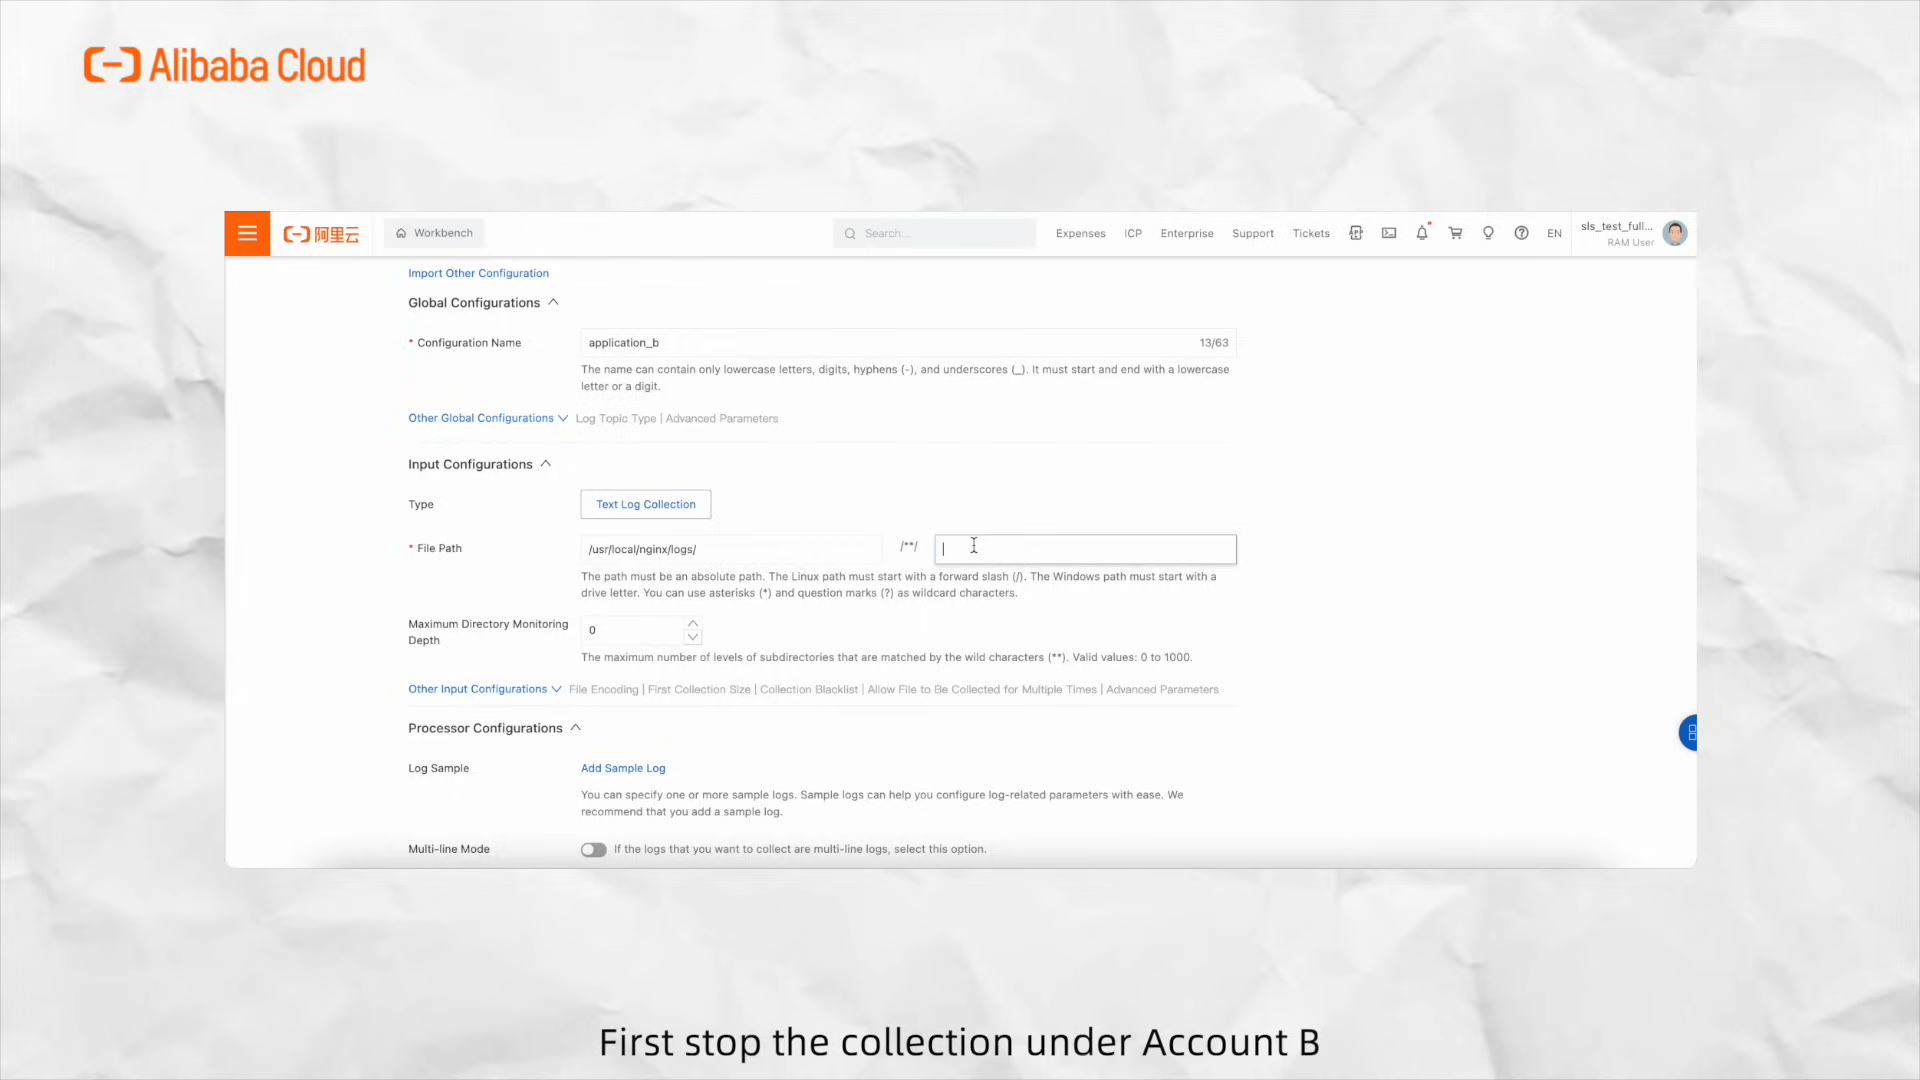 Alibaba Cloud
阿里云
Workbench
Search...
Expenses
ICP
Enterprise
Support
Tickets
EN
sls_test_full...
RAM User
Import Other Configuration
Global Configurations
* Configuration Name
application_b
13/63
The name can contain only lowercase letters, digits, hyphens (-), and underscores (_). It must start and end with a lowercase
letter or a digit.
Other Global Configurations
Log Topic Type | Advanced Parameters
Input Configurations
Type
Text Log Collection
* File Path
/usr/local/nginx/logs/
/**/
The path must be an absolute path. The Linux path must start with a forward slash (/). The Windows path must start with a
drive letter. You can use asterisks (*) and question marks (?) as wildcard characters.
Maximum Directory Monitoring
Depth
0
The maximum number of levels of subdirectories that are matched by the wild characters (**). Valid values: 0 to 1000.
Other Input Configurations
File Encoding | First Collection Size | Collection Blacklist | Allow File to Be Collected for Multiple Times | Advanced Parameters
Processor Configurations
Log Sample
Add Sample Log
You can specify one or more sample logs. Sample logs can help you configure log-related parameters with ease. We
recommend that you add a sample log.
Multi-line Mode
If the logs that you want to collect are multi-line logs, select this option.
First stop the collection under Account B